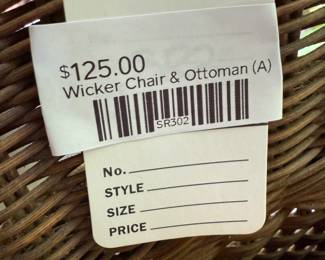 $125.00
Wicker Chair & Ottoman (A)
SR302
No.
STYLE
SIZE
PRICE